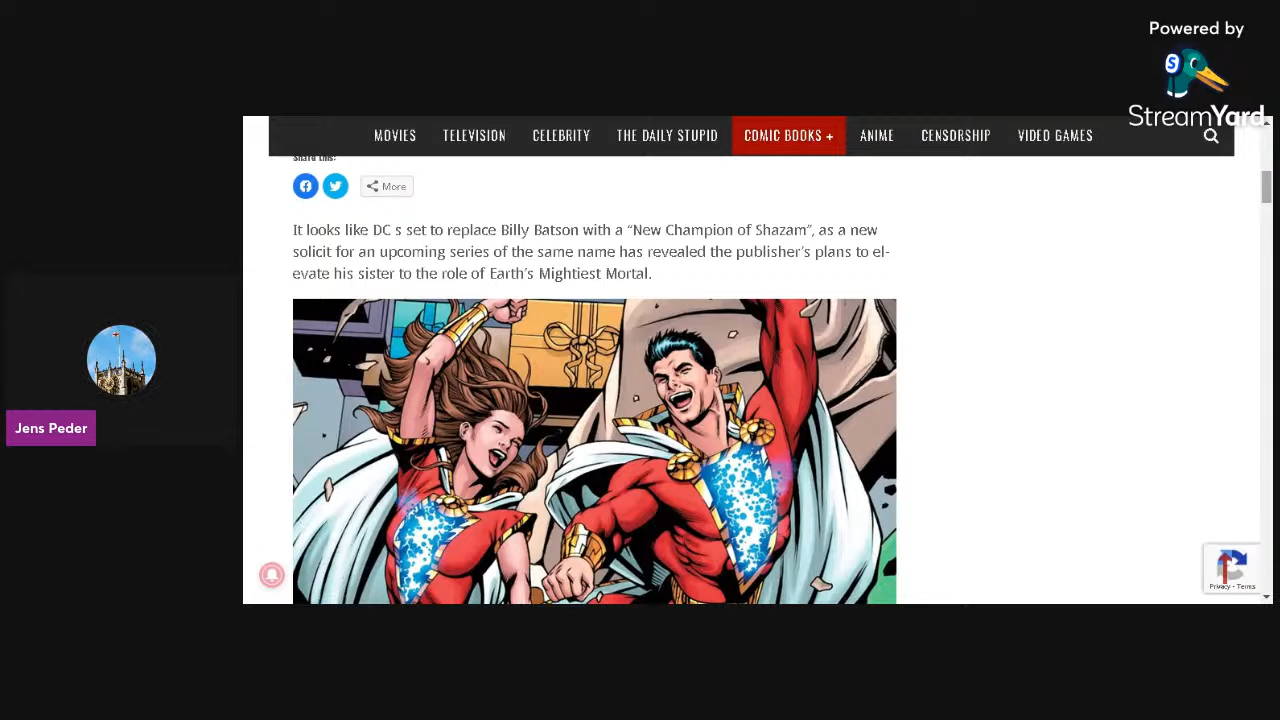 Powered by
S
StreamYard
MOVIES TELEVISION CELEBRITY THE DAILY STUPID COMIC BOOKS + ANIME CENSORSHIP VIDEO GAMES
Share this:
More
It looks like DC s set to replace Billy Batson with a “New Champion of Shazam”, as a new
solicit for an upcoming series of the same name has revealed the publisher’s plans to el-
evate his sister to the role of Earth’s Mightiest Mortal.
Jens Peder
Privacy - Terms